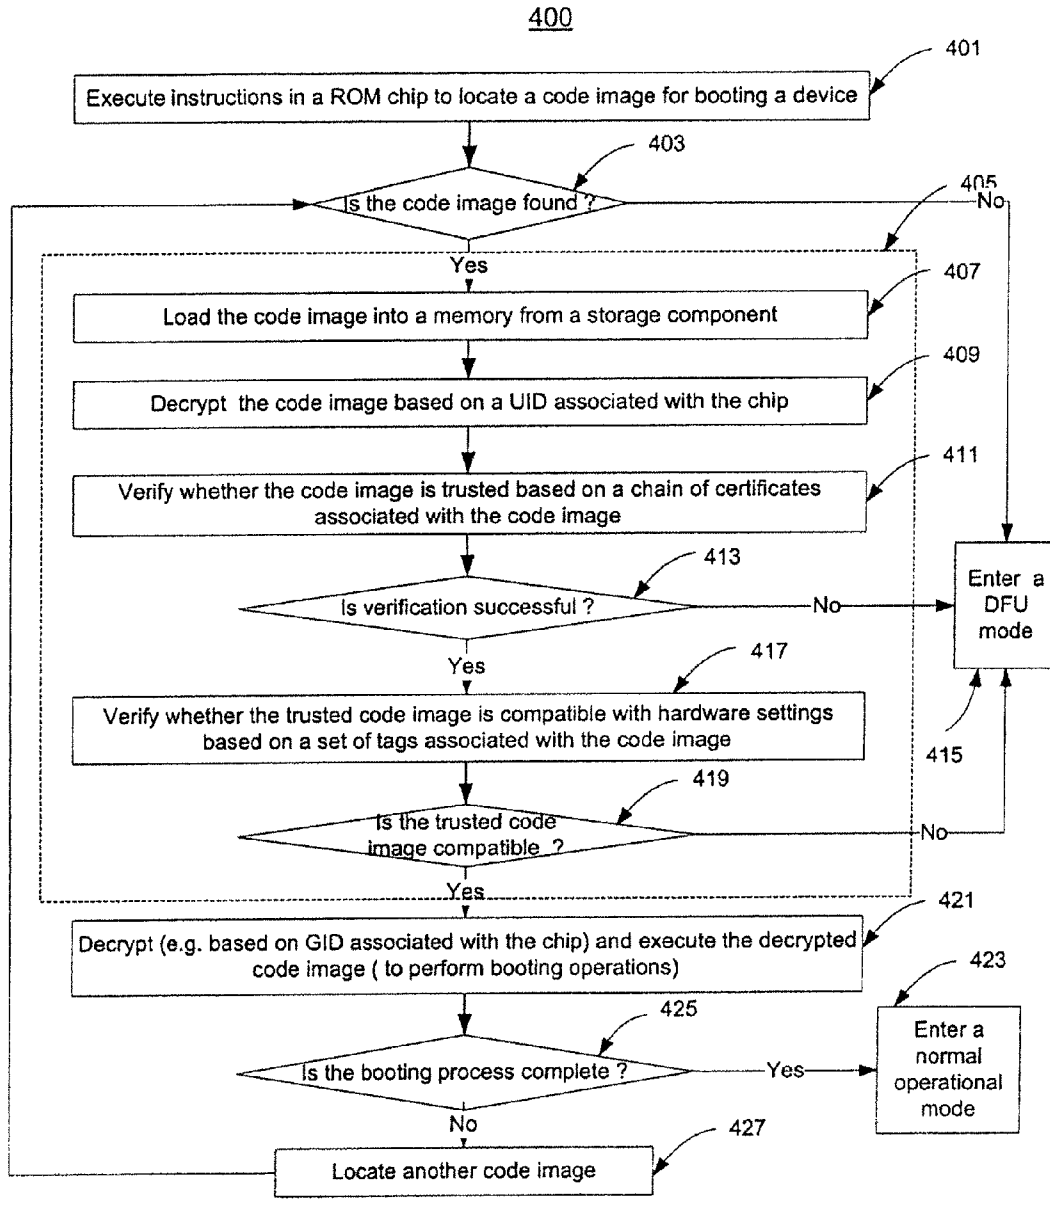 400
401
Execute instructions in a ROM chip to locate a code image for booting a device
403
Is the code image found ?
405
No
Yes
407
Load the code image into a memory from a storage component
409
Decrypt the code image based on a UID associated with the chip
411
Verify whether the code image is trusted based on a chain of certificates
associated with the code image
413
Is verification successful ?
No
Enter a
DFU
mode
415
Yes
417
Verify whether the trusted code image is compatible with hardware settings
based on a set of tags associated with the code image
419
Is the trusted code
image compatible ?
No
Yes
421
Decrypt (e.g. based on GID associated with the chip) and execute the decrypted
code image ( to perform booting operations)
423
425
Is the booting process complete ?
Yes
Enter a
normal
operational
mode
No
427
Locate another code image